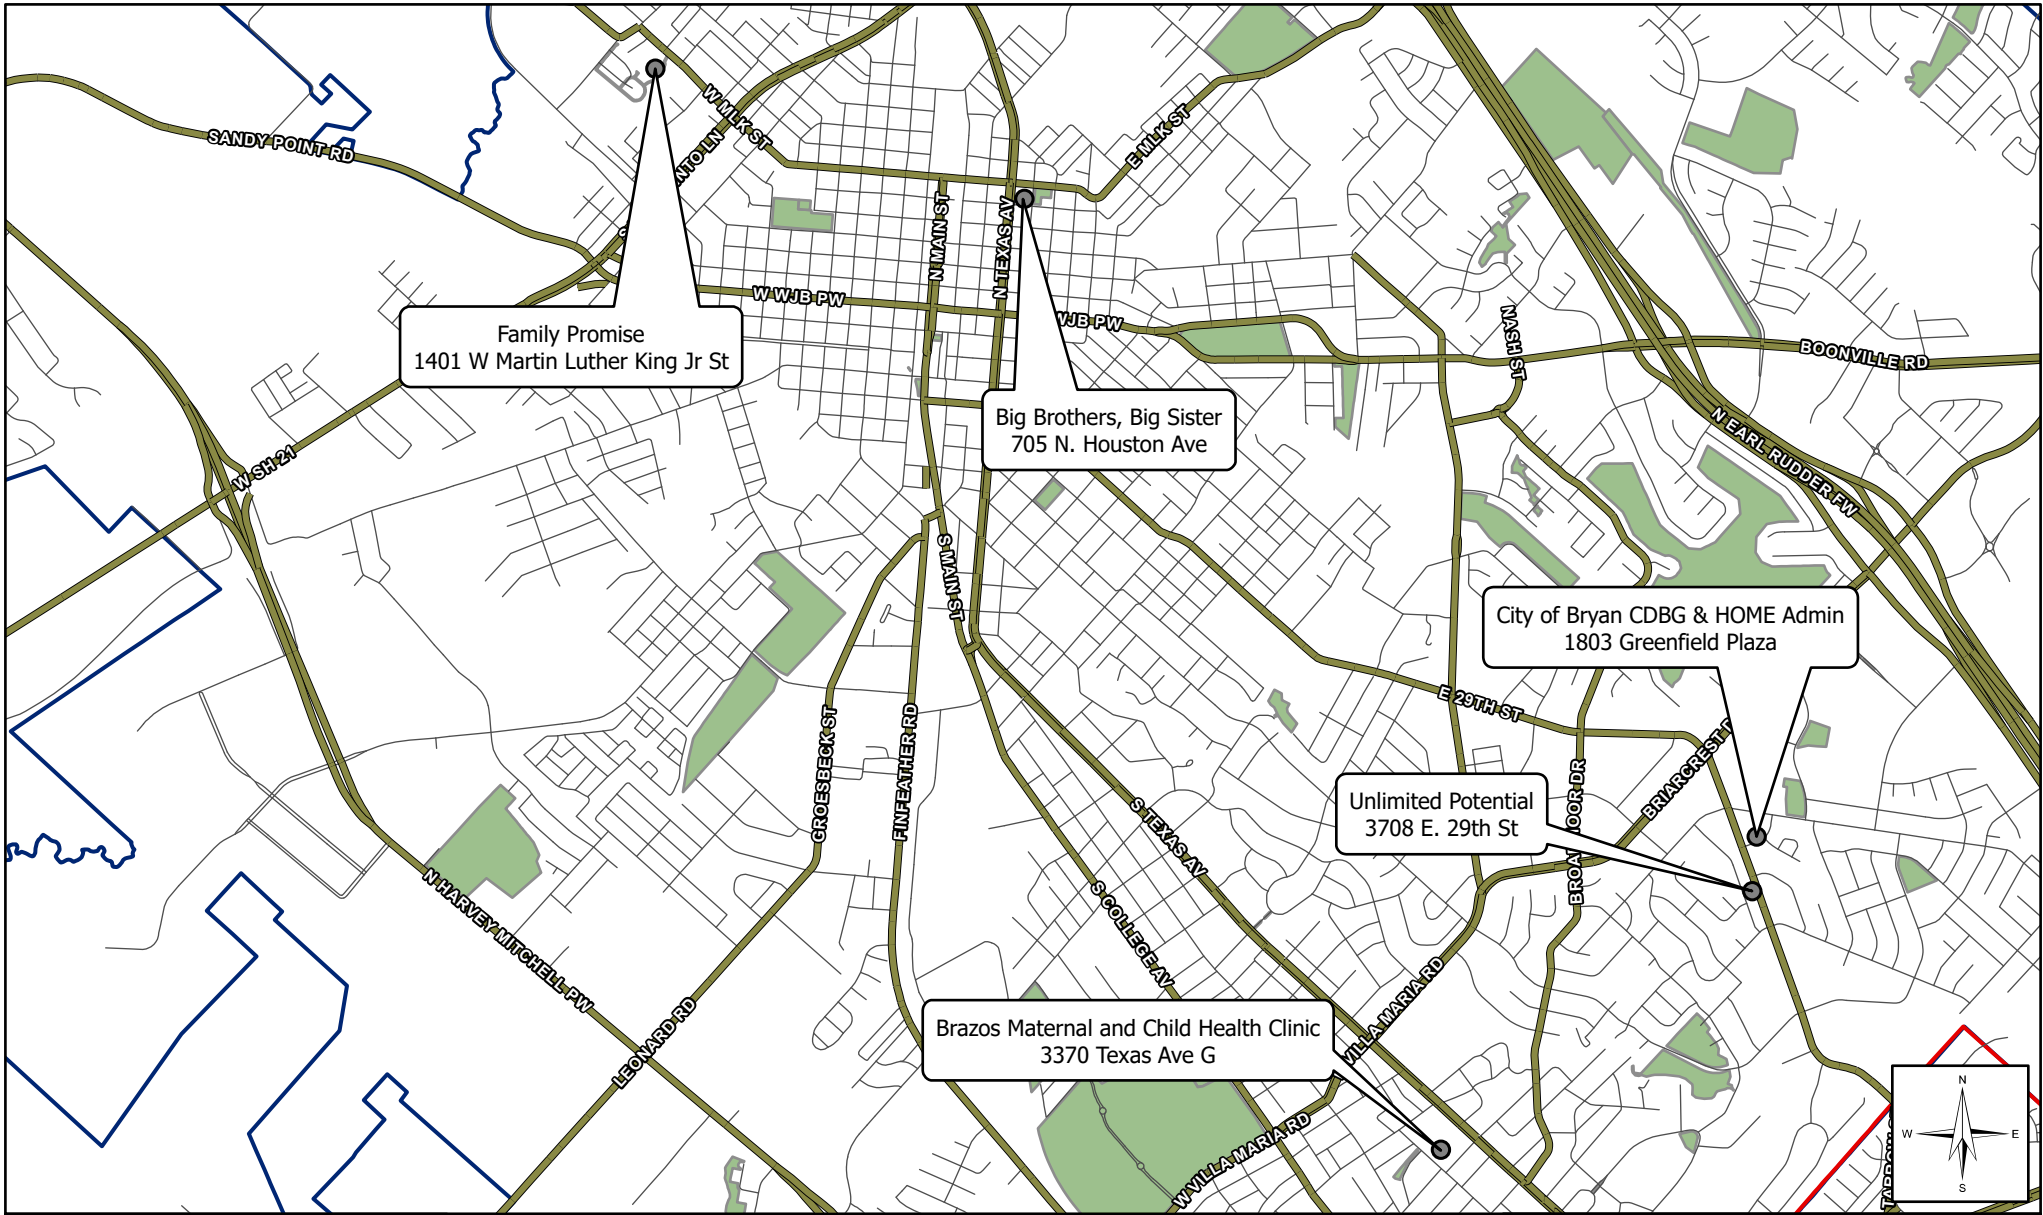 SANDY POINT RD
W MLK ST
NTO LN
E MLK ST
N MAIN ST
N TEXAS AV
W WJB PW
WJB PW
NASH ST
BOONVILLE RD
Family Promise
1401 W Martin Luther King Jr St
Big Brothers, Big Sister
705 N. Houston Ave
N EARL RUDDER FW
W SH 21
S MAIN ST
City of Bryan CDBG & HOME Admin
1803 Greenfield Plaza
E 29TH ST
GROESBECK ST
FINFEATHER RD
BRIARCREST
Unlimited Potential
3708 E. 29th St
S TEXAS AV
N HARVEY MITCHELL PW
S COLLEGE AV
LEONARD RD
VILLA MARIA RD
Brazos Maternal and Child Health Clinic
3370 Texas Ave G
W VILLA MARIA RD
N
W
E
S